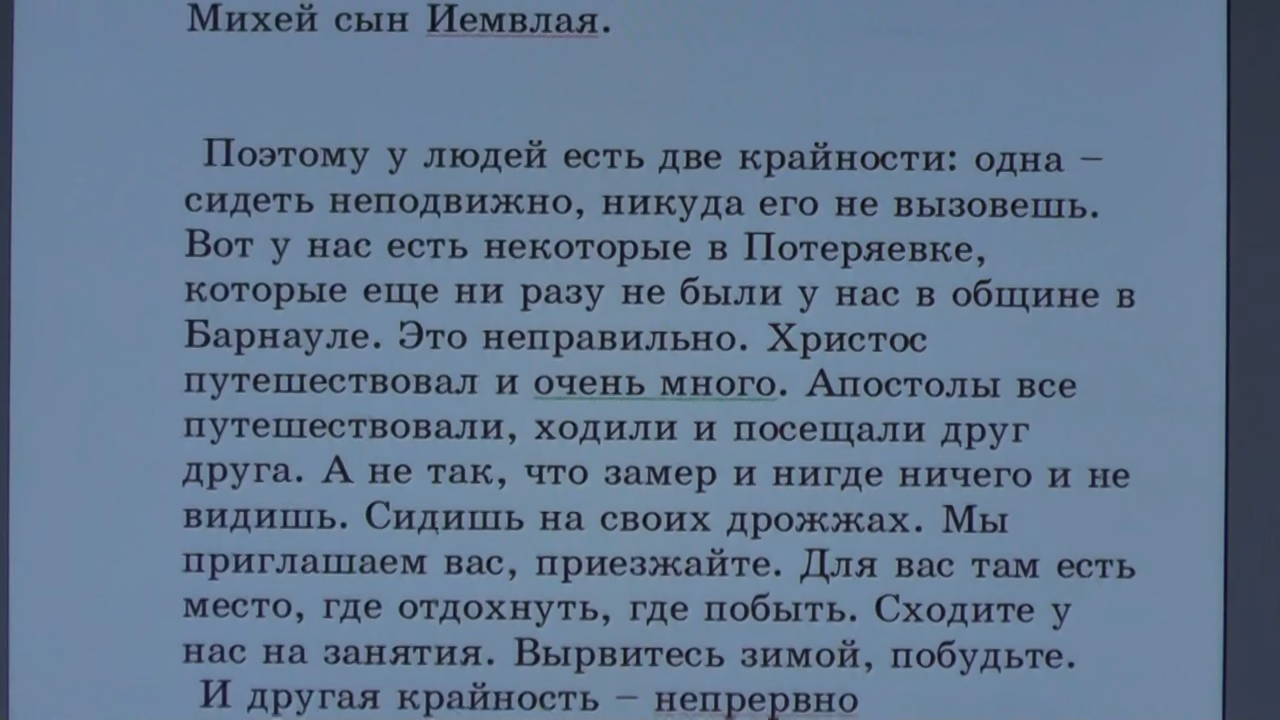 Михей сын Иемвлая.
Поэтому у людей есть две крайности: одна –
сидеть неподвижно, никуда его не вызовешь.
Вот у нас есть некоторые в Потеряевке,
которые еще ни разу не были у нас в общине в
Барнауле. Это неправильно. Христос
путешествовал и очень много. Апостолы все
путешествовали, ходили и посещали друг
друга. А не так, что замер и нигде ничего и не
видишь. Сидишь на своих дрожжах. Мы
приглашаем вас, приезжайте. Для вас там есть
место, где отдохнуть, где побыть. Сходите у
нас на занятия. Вырвитесь зимой, побудьте.
И другая крайность – непрервно